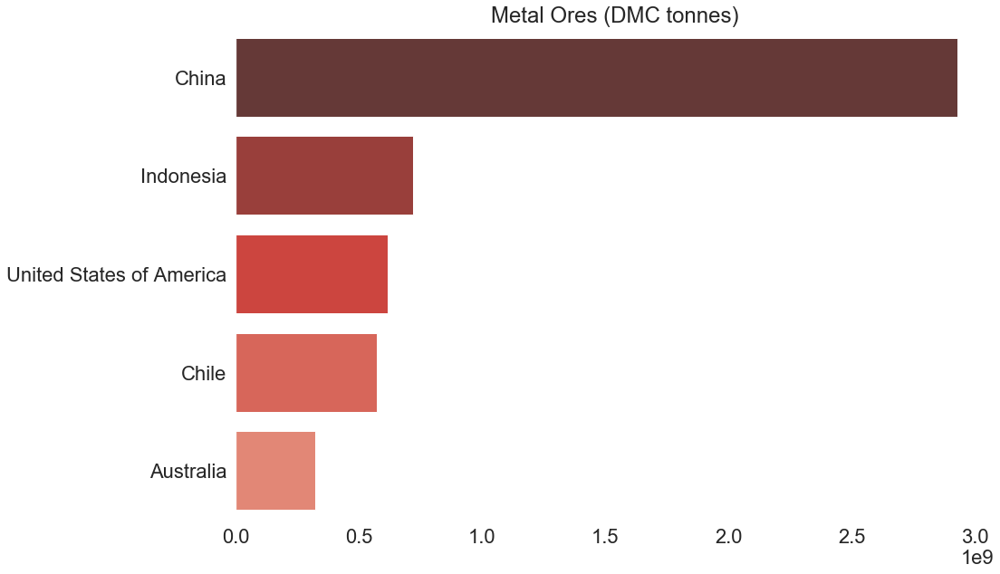 Metal Ores (DMC tonnes)
China
Indonesia
United States of America
Chile
Australia
0.0 0.5 1.0 1.5 2.0 2.5 3.0
1e9